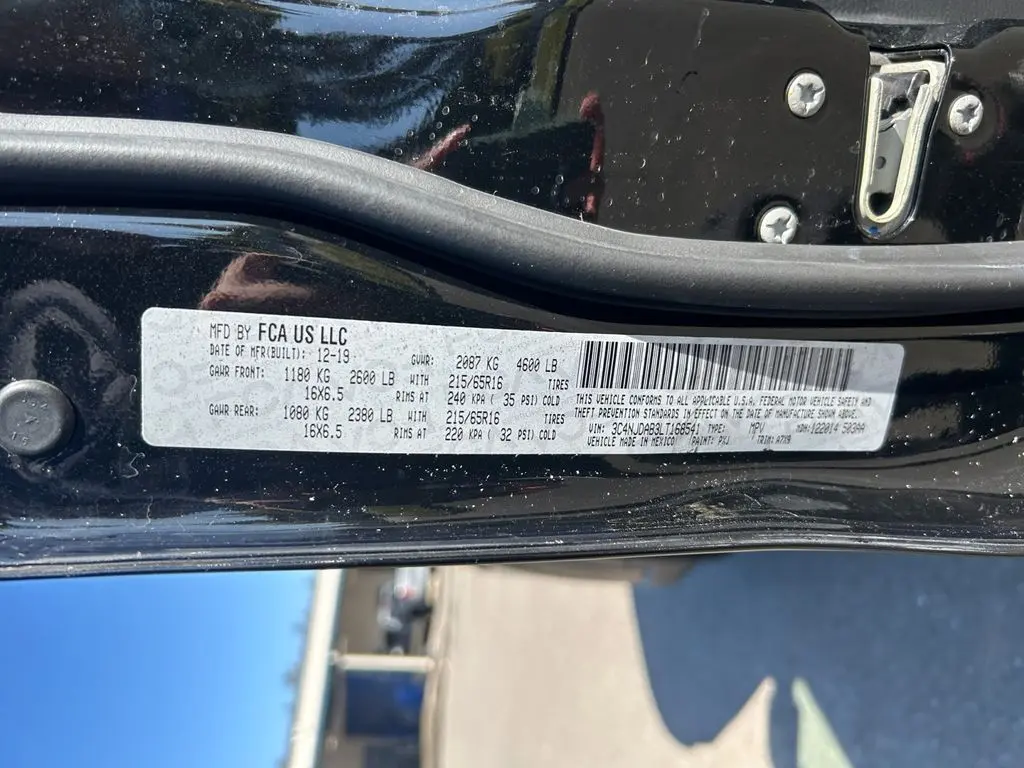 MFD BY FCA US LLC
DATE OF MFR(BUILT): 12-19 GVWR: 2087 KG 4600 LB
GAWR FRONT: 1180 KG 2600 LB WITH 215/65R16 TIRES
16X6.5 RIMS AT 240 KPA ( 35 PSI) COLD
GAWR REAR: 1080 KG 2380 LB WITH 215/65R16 TIRES
16X6.5 RIMS AT 220 KPA ( 32 PSI) COLD
THIS VEHICLE CONFORMS TO ALL APPLICABLE U.S.A. FEDERAL MOTOR VEHICLE SAFETY AND
THEFT PREVENTION STANDARDS IN EFFECT ON THE DATE OF MANUFACTURE SHOWN ABOVE.
VIN: 3C4NJDAB3LT168541 TYPE: MPV MDH:122014 503AA
VEHICLE MADE IN MEXICO PAINT: PXJ TRIM: A7X9